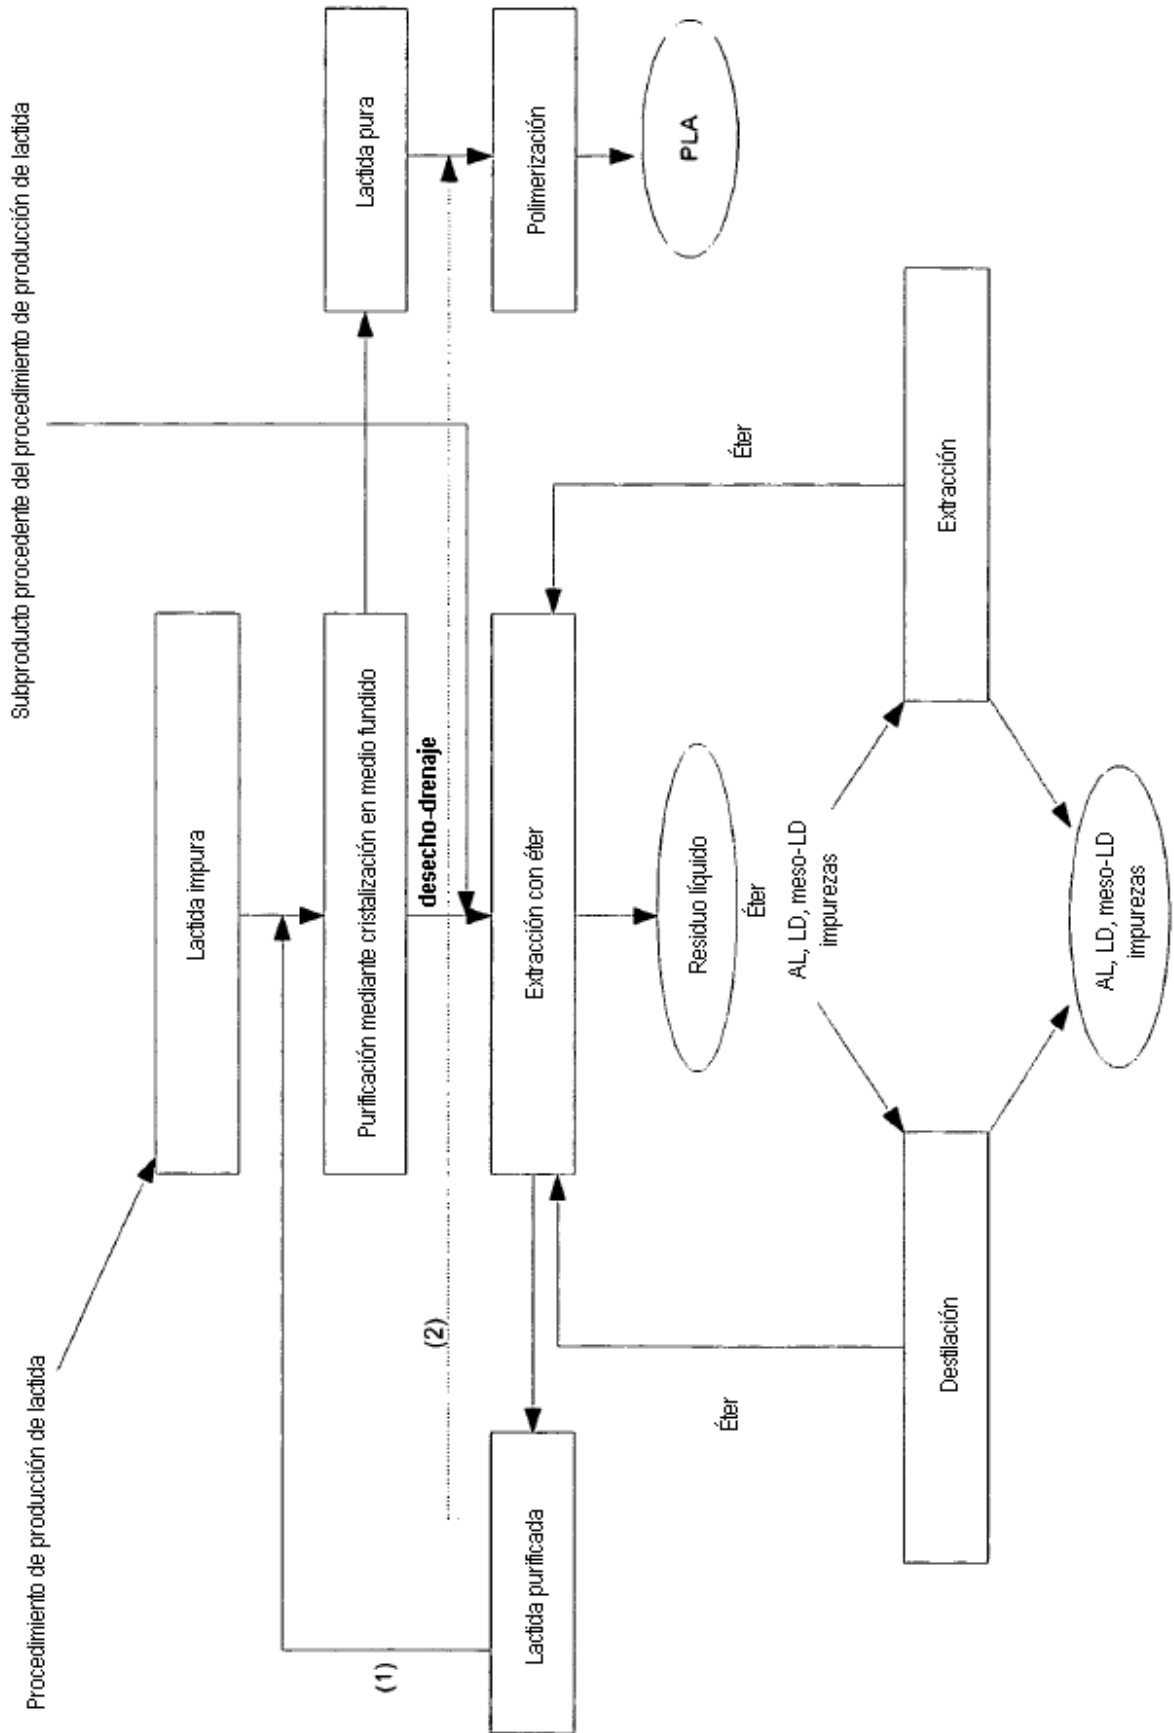 Procedimiento de producción de lactida
Subproducto procedente del procedimiento de producción de lactida
Lactida impura
(1)
Purificación mediante cristalización en medio fundido
Lactida pura
desecho-drenaje
(2)
Lactida purificada
Extracción con éter
Polimerización
Residuo líquido
PLA
Éter
Éter
Éter
AL, LD, meso-LD
impurezas
Destilación
Extracción
AL, LD, meso-LD
impurezas